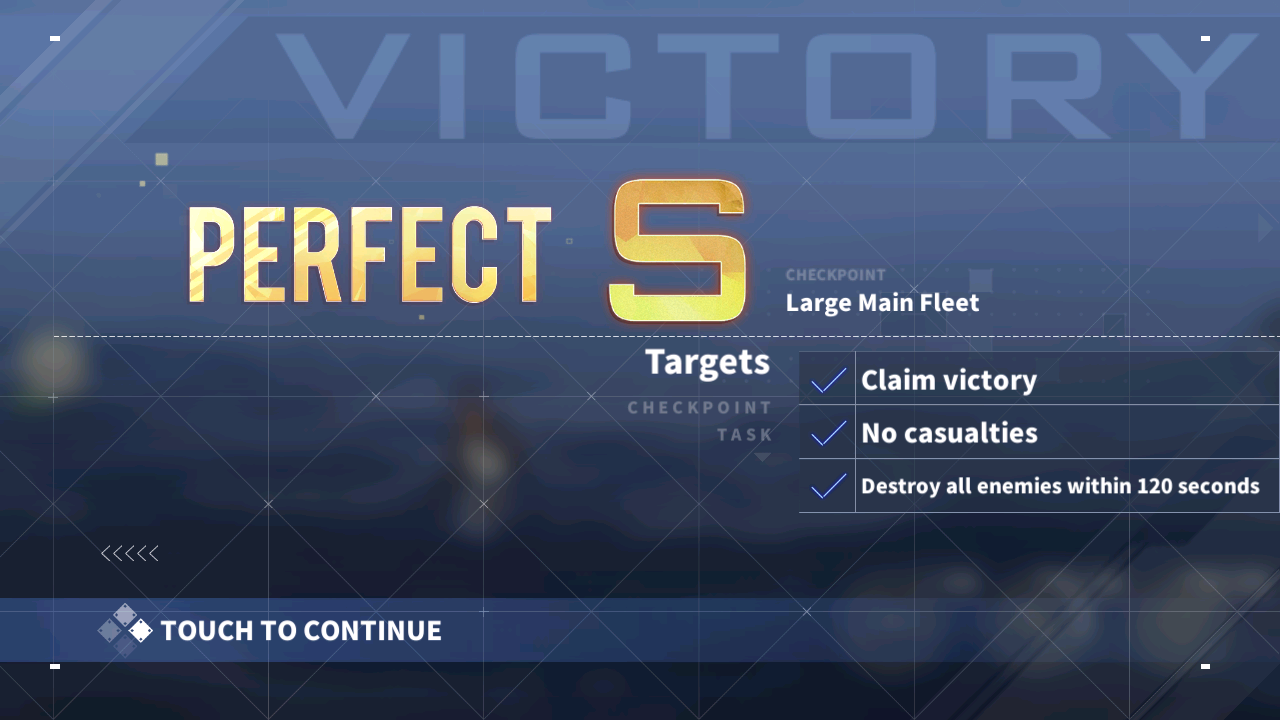 VICTORY
PERFECT S
CHECKPOINT
Large Main Fleet
Targets
CHECKPOINT
TASK
Claim victory
No casualties
Destroy all enemies within 120 seconds
TOUCH TO CONTINUE